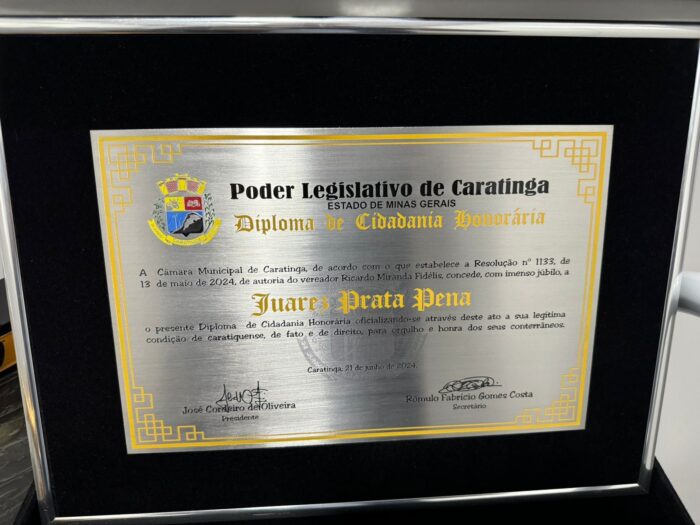 Poder Legislativo de Caratinga
ESTADO DE MINAS GERAIS
Diploma de Cidadania Honorária
A Câmara Municipal de Caratinga, de acordo com o que estabelece a Resolução nº 1133, de
13 de maio de 2024, de autoria do vereador Ricardo Miranda Fidélis, concede, com imenso júbilo, a
Juarez Prata Pena
o presente Diploma de Cidadania Honorária oficializando-se através deste ato a sua legítima
condição de caratiquense, de fato e de direito, para orgulho e honra dos seus conterrâneos.
Caratinga, 21 de junho de 2024.
José Cordeiro de Oliveira
Presidente
Rômulo Fabrício Gomes Costa
Secretário